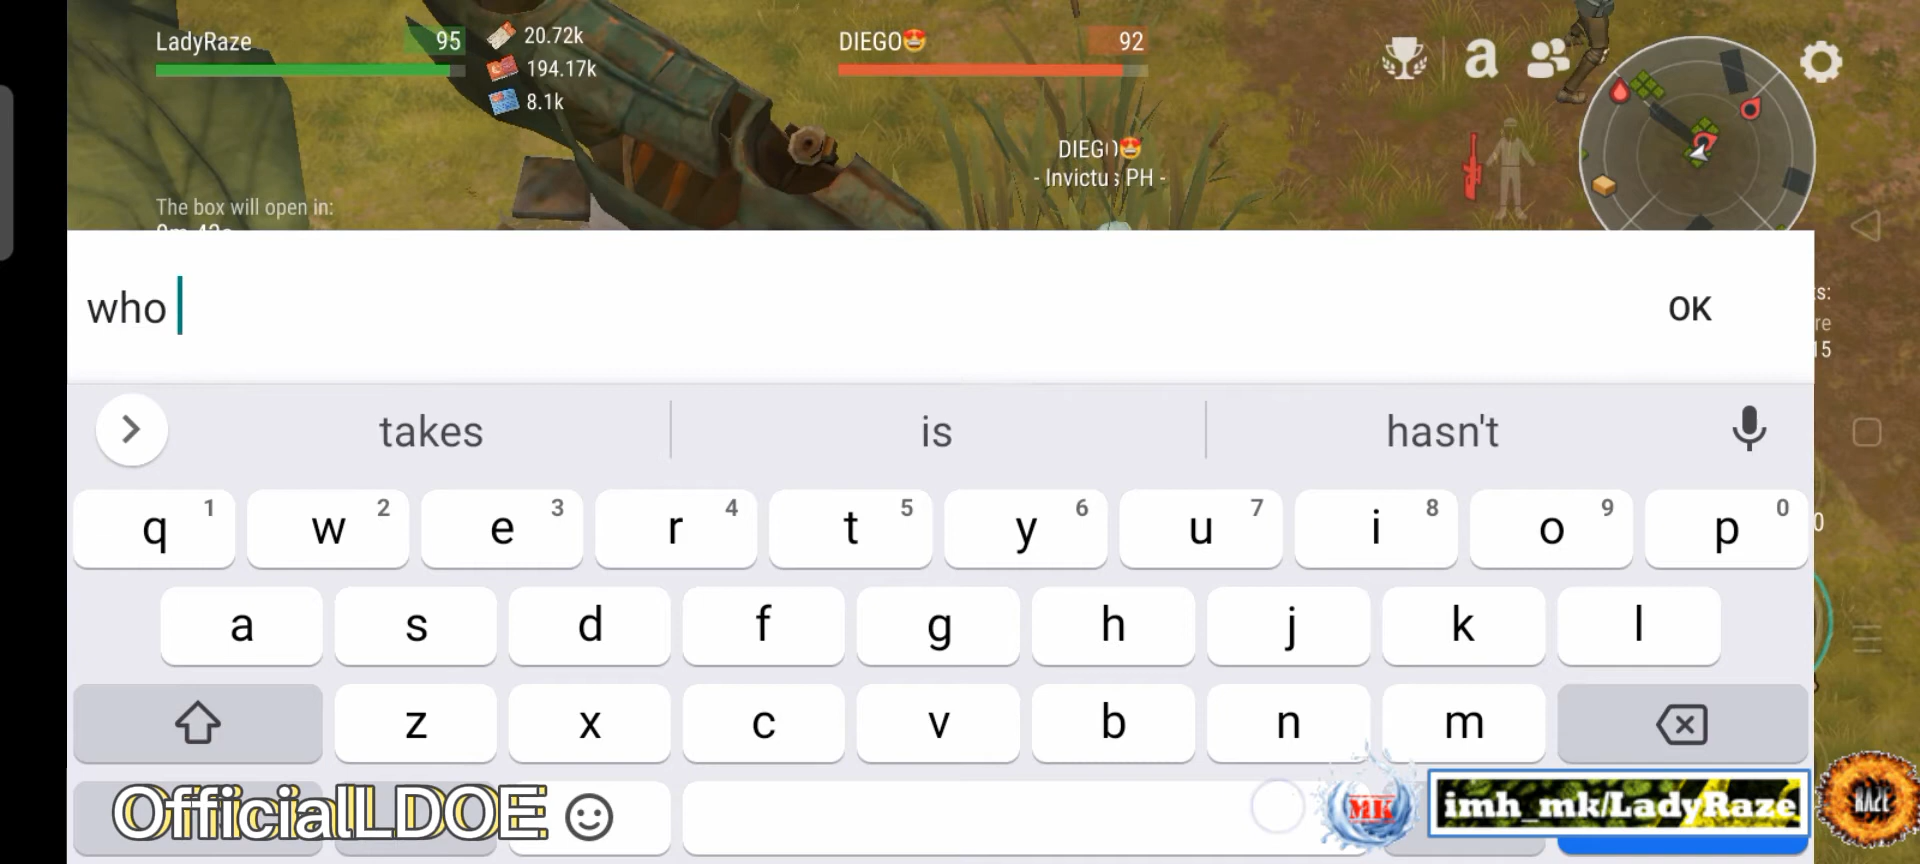 LadyRaze 95
20.72k
194.17k
8.1k
DIEGO😍 92
DIEGO😍
- Invictus PH -
a
The box will open in:
who
OK
takes is hasn't
q 1 w 2 e 3 r 4 t 5 y 6 u 7 i 8 o 9 p 0
a s d f g h j k l
z x c v b n m
OfficialLDOE
MK
imh_mk/LadyRaze
RAZE